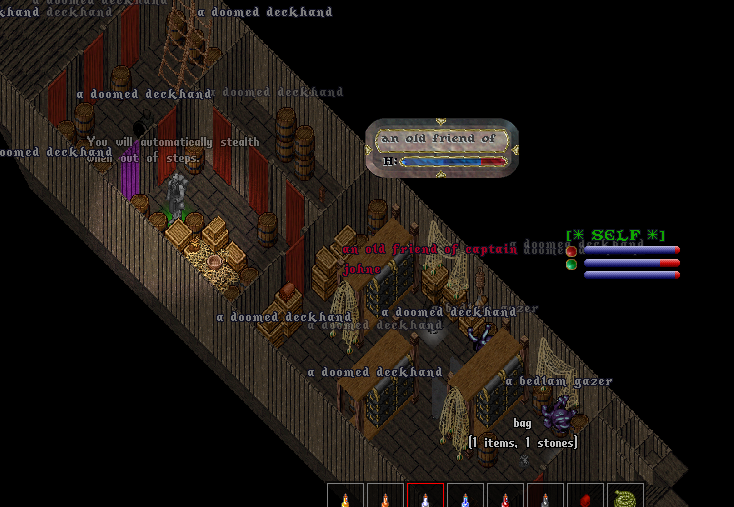 a doomed deckhand
khand
a doomed deckhand
a doomed deckhand
a doomed deckhand
an old friend of
H:
You will automatically stealth
when out of steps.
oomed deckhand
[* SELF *]
a doomed
an old friend of captain
johne
a doomed deckhand
a doomed deckhand
a doomed deckhand
a doomed deckhand
a bedlam gazer
bag
(1 items, 1 stones)